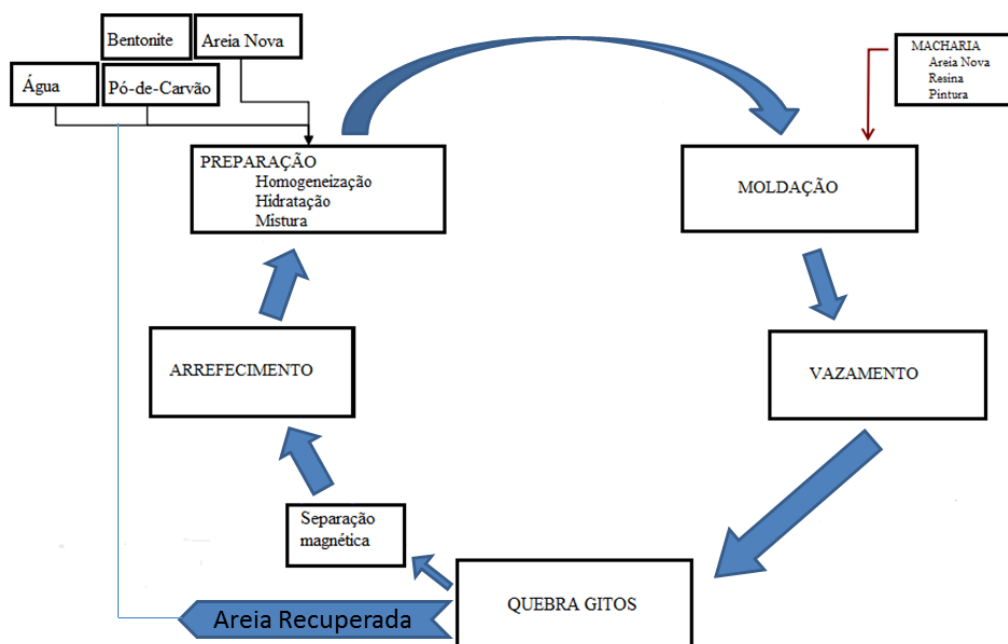 Bentonite
Areia Nova
Água
Pó-de-Carvão
MACHARIA
Areia Nova
Resina
Pintura
PREPARAÇÃO
Homogeneização
Hidratação
Mistura
MOLDAÇÃO
ARREFECIMENTO
VAZAMENTO
Separação
magnética
QUEBRA GITOS
Areia Recuperada